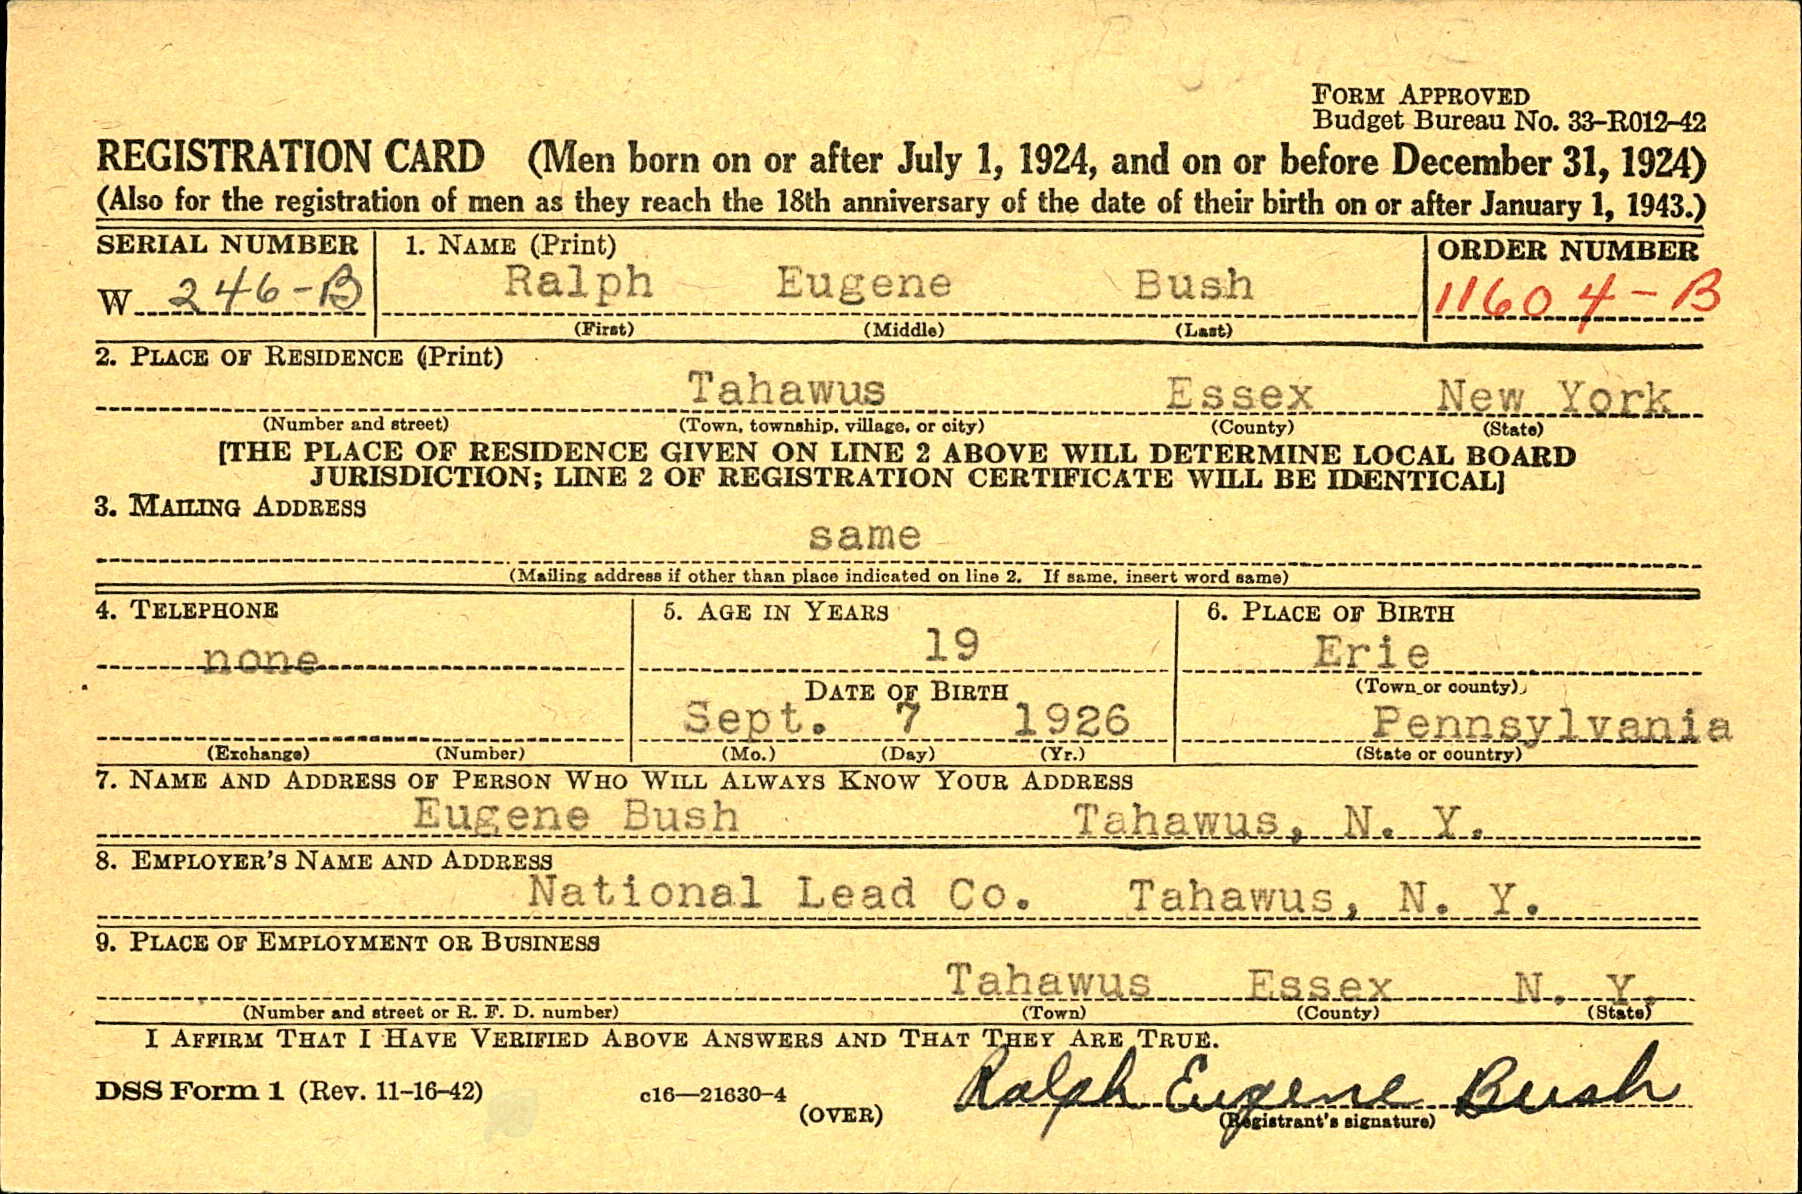 FORM APPROVED
Budget Bureau No. 33-R012-42
REGISTRATION CARD (Men born on or after July 1, 1924, and on or before December 31, 1924)
(Also for the registration of men as they reach the 18th anniversary of the date of their birth on or after January 1, 1943.)
SERIAL NUMBER 1. NAME (Print) ORDER NUMBER
W 246-B Ralph Eugene Bush 11604-B
(First) (Middle) (Last)
2. PLACE OF RESIDENCE (Print)
Tahawus Essex New York
(Number and street) (Town, township, village, or city) (County) (State)
[THE PLACE OF RESIDENCE GIVEN ON LINE 2 ABOVE WILL DETERMINE LOCAL BOARD
JURISDICTION; LINE 2 OF REGISTRATION CERTIFICATE WILL BE IDENTICAL]
3. MAILING ADDRESS
same
(Mailing address if other than place indicated on line 2. If same, insert word same)
4. TELEPHONE 5. AGE IN YEARS 6. PLACE OF BIRTH
none 19 Erie
DATE OF BIRTH (Town or county)
Sept. 7 1926 Pennsylvania
(Exchange) (Number) (Mo.) (Day) (Yr.) (State or country)
7. NAME AND ADDRESS OF PERSON WHO WILL ALWAYS KNOW YOUR ADDRESS
Eugene Bush Tahawus, N. Y.
8. EMPLOYER'S NAME AND ADDRESS
National Lead Co. Tahawus, N. Y.
9. PLACE OF EMPLOYMENT OR BUSINESS
Tahawus Essex N. Y.
(Number and street or R. F. D. number) (Town) (County) (State)
I AFFIRM THAT I HAVE VERIFIED ABOVE ANSWERS AND THAT THEY ARE TRUE.
DSS Form 1 (Rev. 11-16-42) c16—21630-4 (OVER) Ralph Eugene Bush
(Registrant's signature)